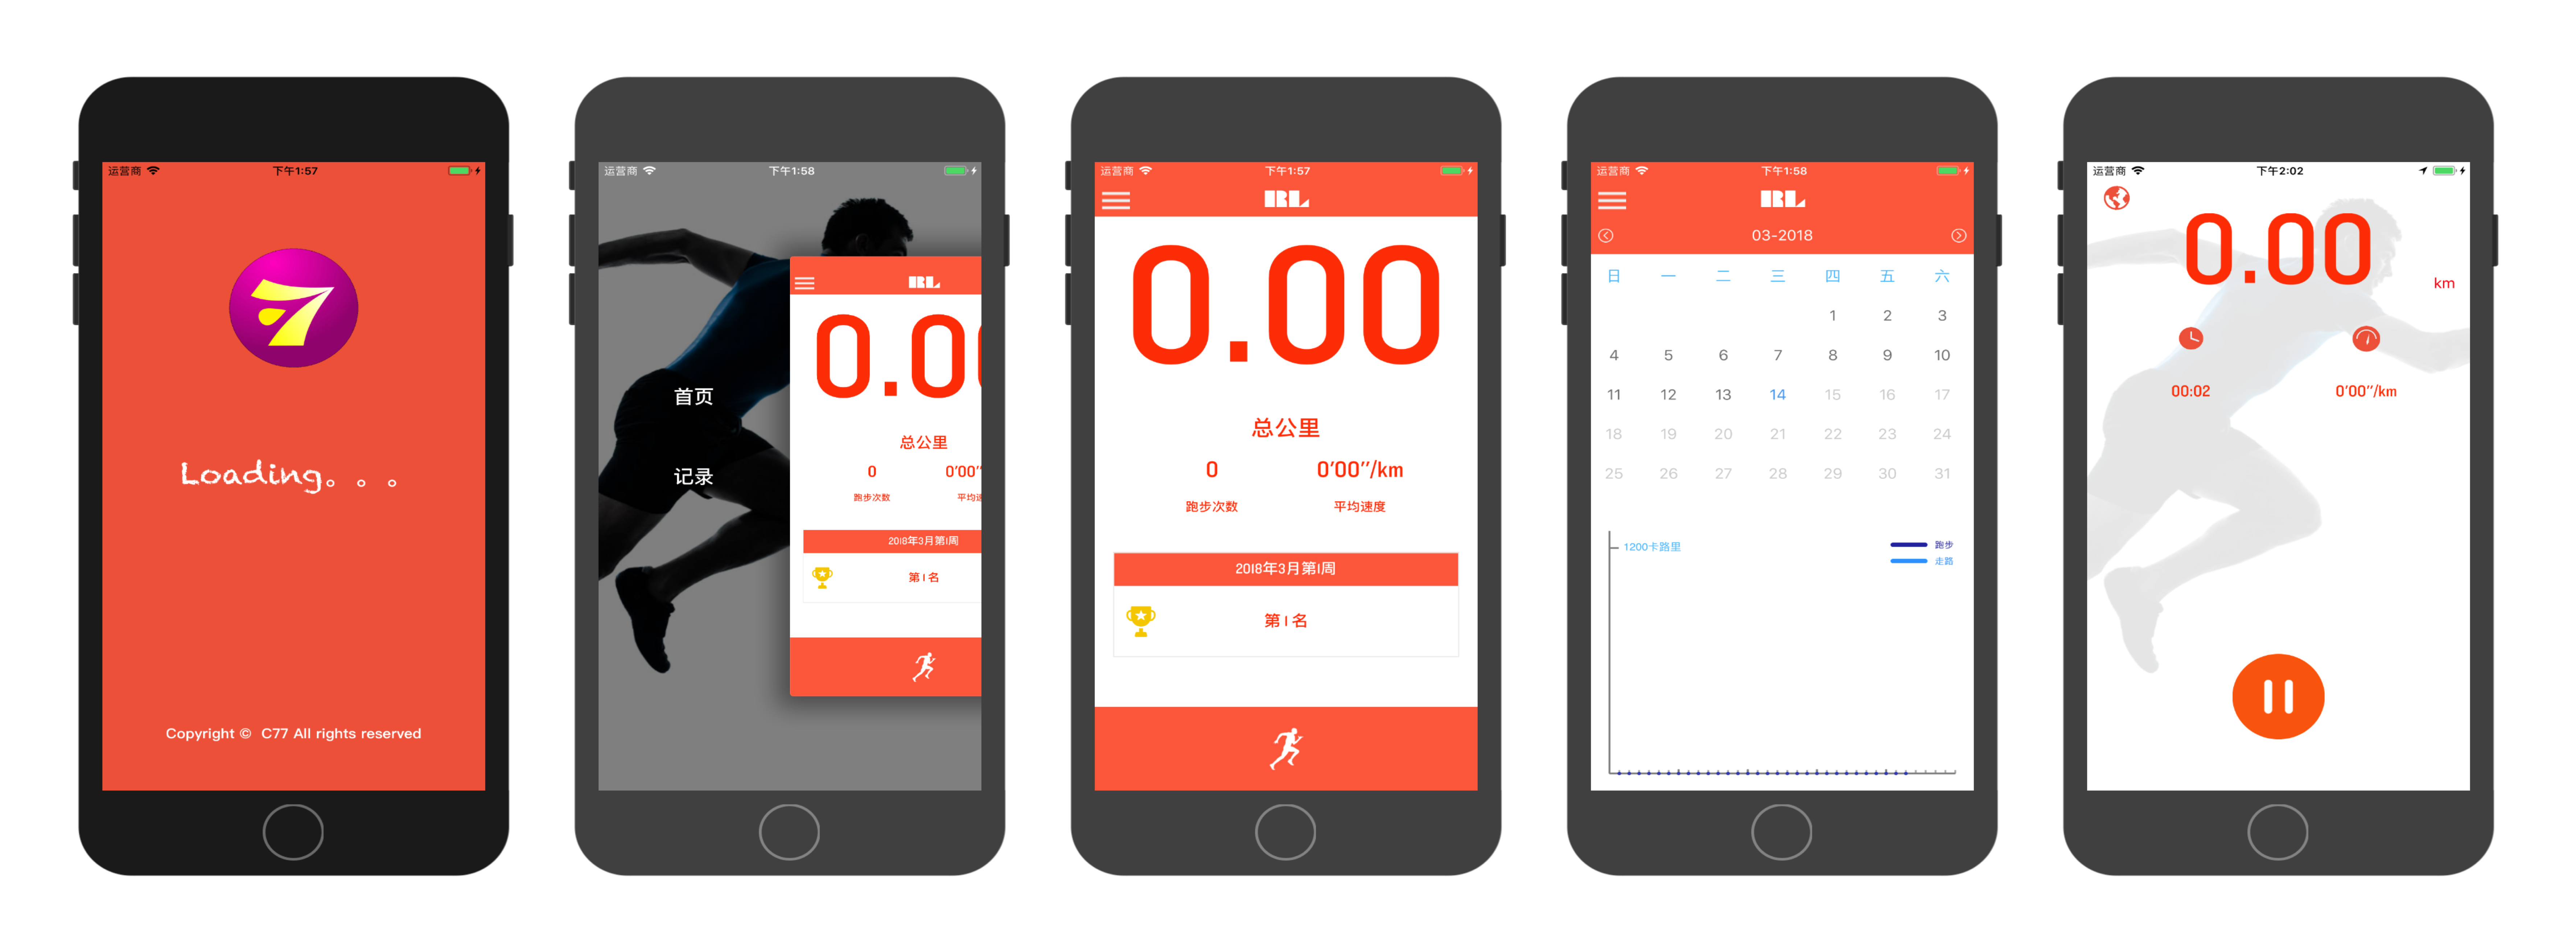 运营商 下午1:57
Loading。。。
Copyright © C77 All rights reserved
运营商 下午1:58
首页
记录
0.0
总公里
0 0'00''
跑步次数 平均速
2018年3月第1周
第1名
运营商 下午1:57
0.00
总公里
0 0'00''/km
跑步次数 平均速度
2018年3月第1周
第1名
运营商 下午1:58
03-2018
日 一 二 三 四 五 六
1 2 3
4 5 6 7 8 9 10
11 12 13 14 15 16 17
18 19 20 21 22 23 24
25 26 27 28 29 30 31
1200卡路里
跑步
走路
运营商 下午2:02
0.00
km
00:02 0'00''/km